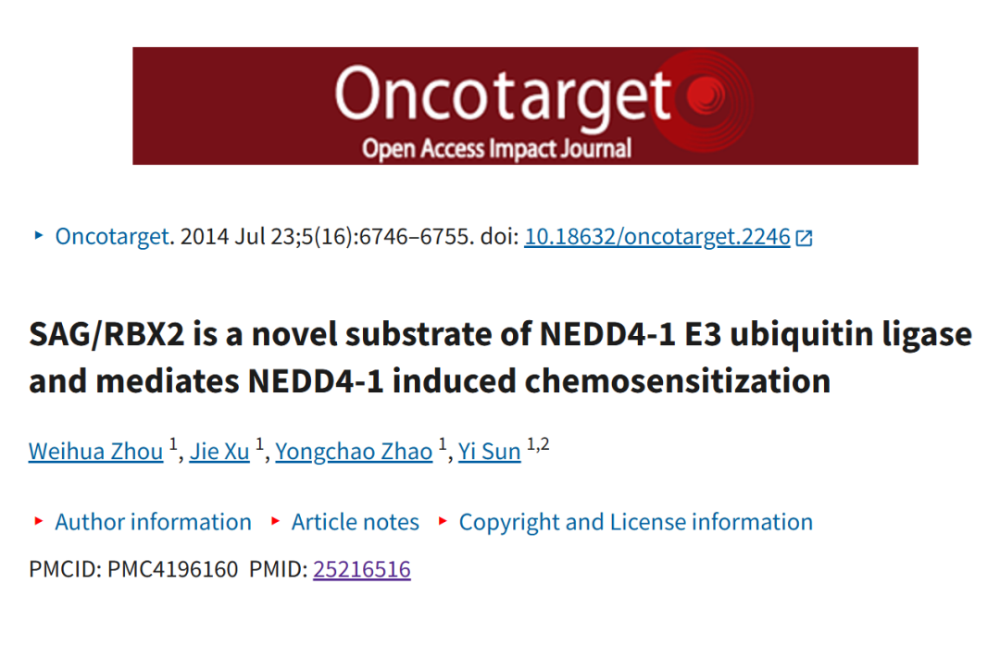 Oncotarget
Open Access Impact Journal
Oncotarget. 2014 Jul 23;5(16):6746–6755. doi: 10.18632/oncotarget.2246
SAG/RBX2 is a novel substrate of NEDD4-1 E3 ubiquitin ligase
and mediates NEDD4-1 induced chemosensitization
Weihua Zhou 1, Jie Xu 1, Yongchao Zhao 1, Yi Sun 1,2
Author information Article notes Copyright and License information
PMCID: PMC4196160 PMID: 25216516